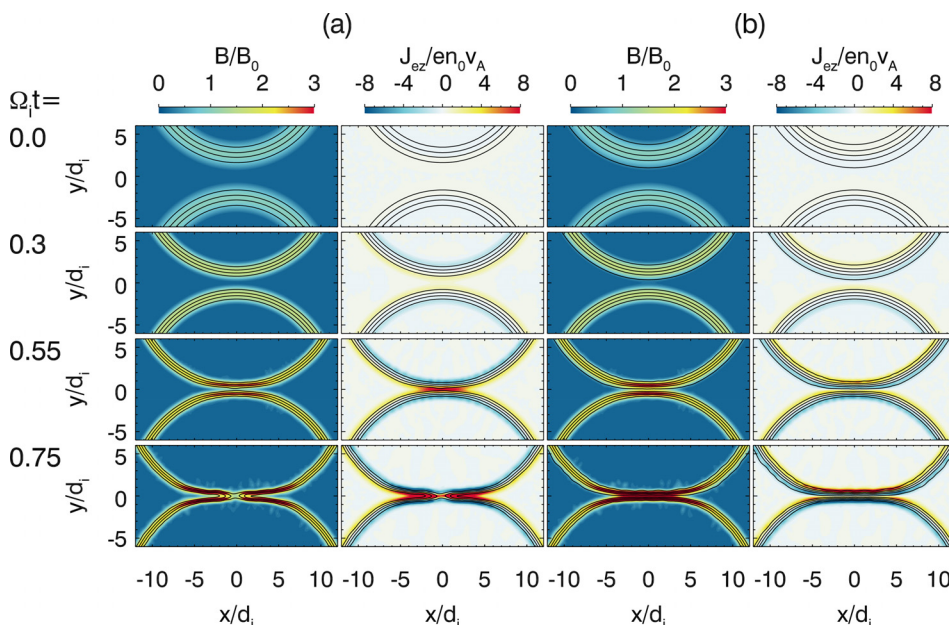 (a) (b)
B/B₀ Jₑz/en₀vA B/B₀ Jₑz/en₀vA
0 1 2 3 -8 -4 0 4 8 0 1 2 3 -8 -4 0 4 8
Ωᵢt=
0.0
y/dᵢ
5
0
-5
0.3
y/dᵢ
5
0
-5
0.55
y/dᵢ
5
0
-5
0.75
y/dᵢ
5
0
-5
-10 -5 0 5 10 -10 -5 0 5 10 -10 -5 0 5 10 -10 -5 0 5 10
x/dᵢ x/dᵢ x/dᵢ x/dᵢ